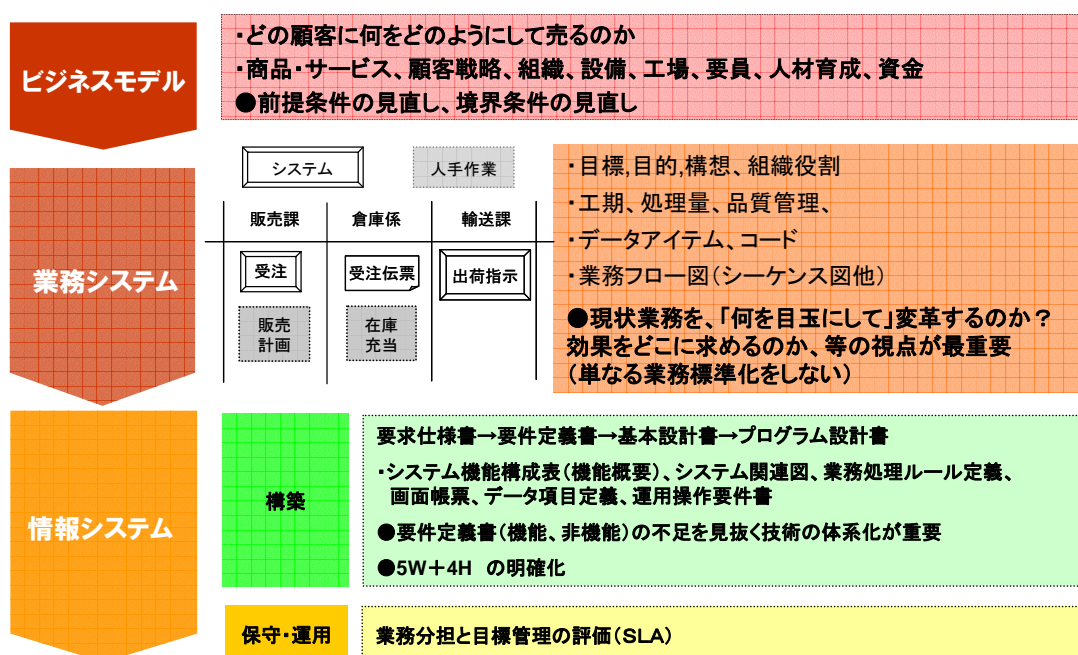 ビジネスモデル
・どの顧客に何をどのようにして売るのか
・商品・サービス、顧客戦略、組織、設備、工場、要員、人材育成、資金
●前提条件の見直し、境界条件の見直し
業務システム
システム
人手作業
販売課
倉庫係
輸送課
受注
受注伝票
出荷指示
販売
計画
在庫
充当
・目標,目的,構想、組織役割
・工期、処理量、品質管理、
・データアイテム、コード
・業務フロー図(シーケンス図他)
●現状業務を、「何を目玉にして」変革するのか？
効果をどこに求めるのか、等の視点が最重要
(単なる業務標準化をしない)
情報システム
構築
要求仕様書→要件定義書→基本設計書→プログラム設計書
・システム機能構成表(機能概要)、システム関連図、業務処理ルール定義、
画面帳票、データ項目定義、運用操作要件書
●要件定義書(機能、非機能)の不足を見抜く技術の体系化が重要
●5W＋4H の明確化
保守・運用
業務分担と目標管理の評価(SLA)